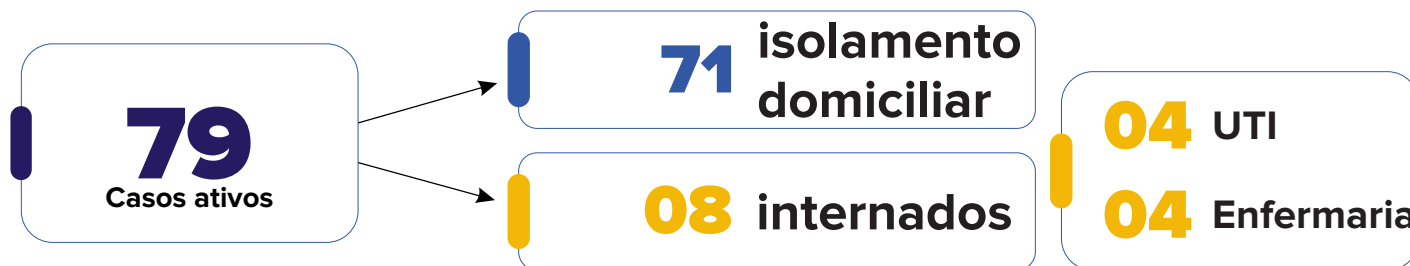 79
Casos ativos
71 isolamento
domiciliar
08 internados
04 UTI
04 Enfermaria